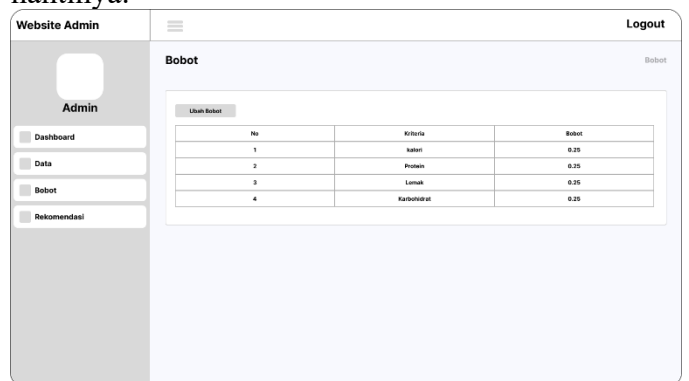 nantinya.
Website Admin
Logout
Admin
Dashboard
Data
Bobot
Rekomendasi
Bobot
Bobot
Ubah Bobot
No Kriteria Bobot
1 kalori 0.25
2 Protein 0.25
3 Lemak 0.25
4 Karbohidrat 0.25